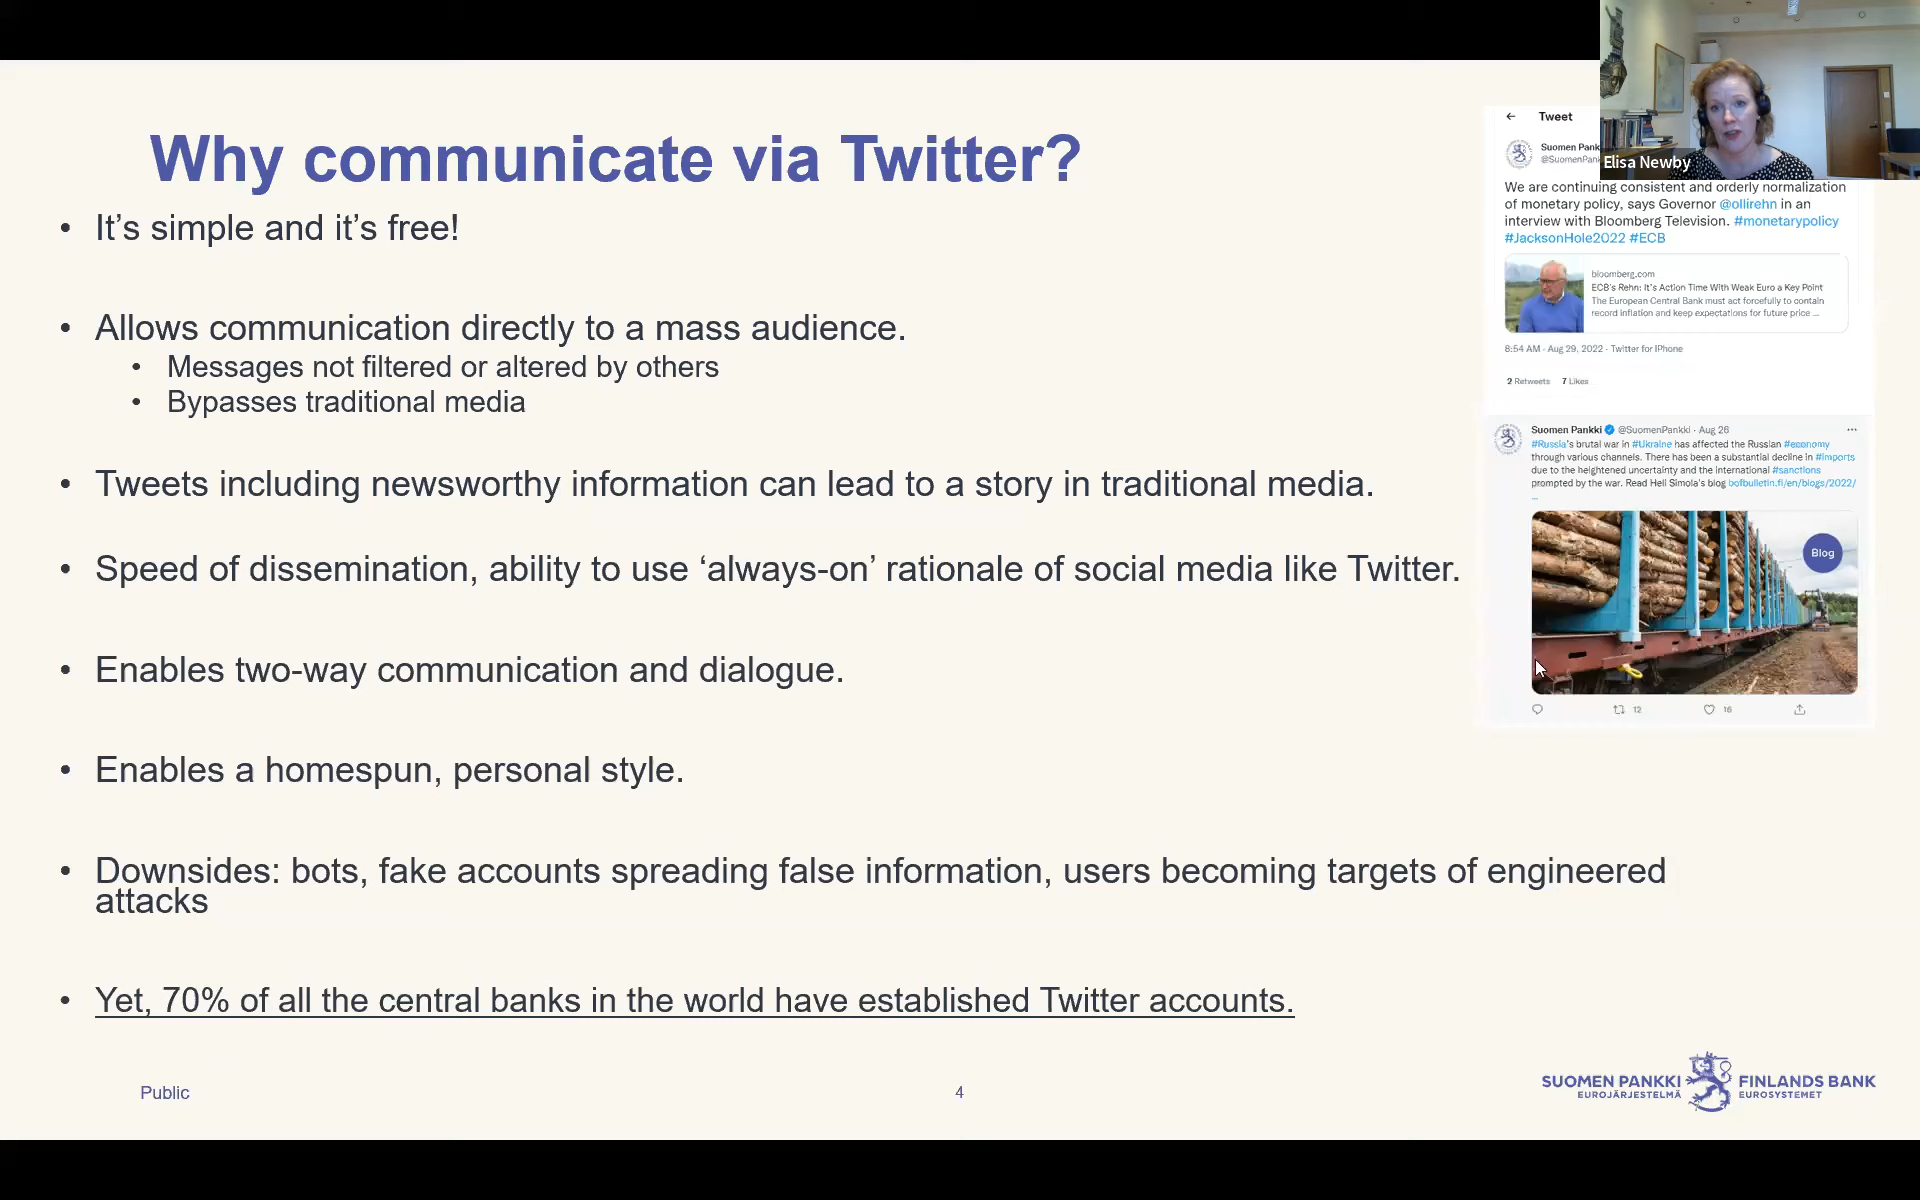 Why communicate via Twitter?
• It’s simple and it’s free!
• Allows communication directly to a mass audience.
• Messages not filtered or altered by others
• Bypasses traditional media
• Tweets including newsworthy information can lead to a story in traditional media.
• Speed of dissemination, ability to use ‘always-on’ rationale of social media like Twitter.
• Enables two-way communication and dialogue.
• Enables a homespun, personal style.
• Downsides: bots, fake accounts spreading false information, users becoming targets of engineered
attacks
• Yet, 70% of all the central banks in the world have established Twitter accounts.
Elisa Newby
Tweet
Suomen Pank
@SuomenPan
We are continuing consistent and orderly normalization
of monetary policy, says Governor @ollirehn in an
interview with Bloomberg Television. #monetarypolicy
#JacksonHole2022 #ECB
bloomberg.com
ECB's Rehn: It's Action Time With Weak Euro a Key Point
The European Central Bank must act forcefully to contain
record inflation and keep expectations for future price ...
8:54 AM · Aug 29, 2022 · Twitter for iPhone
2 Retweets 7 Likes
Suomen Pankki @SuomenPankki · Aug 26
#Russia's brutal war in #Ukraine has affected the Russian #economy
through various channels. There has been a substantial decline in #imports
due to the heightened uncertainty and the international #sanctions
prompted by the war. Read Heli Simola's blog bofbulletin.fi/en/blogs/2022/
...
Blog
12 16
Public
4
SUOMEN PANKKI FINLANDS BANK
EUROJÄRJESTELMÄ EUROSYSTEMET